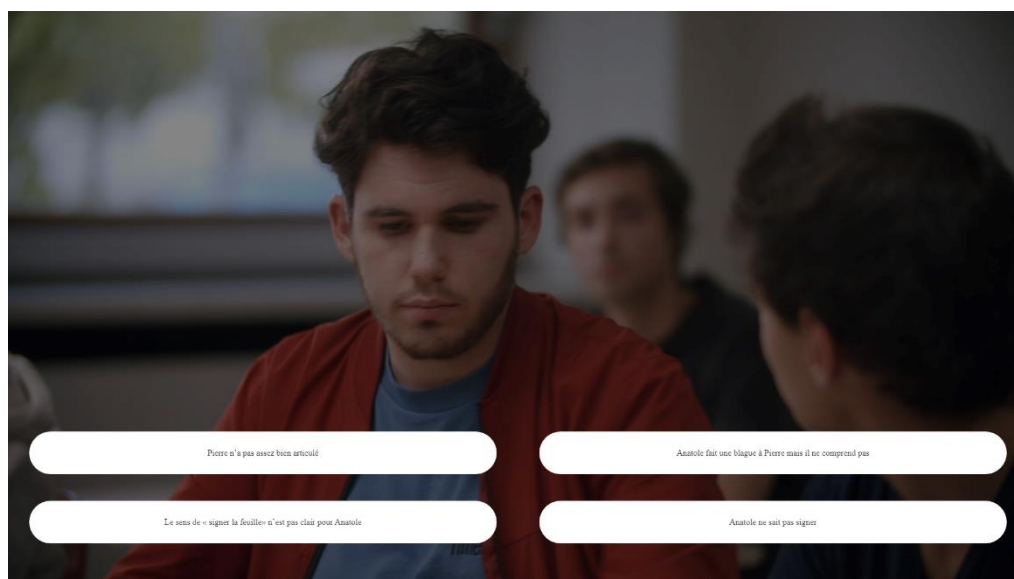 Pierre n’a pas assez bien articulé
Anatole fait une blague à Pierre mais il ne comprend pas
Le sens de « signer la feuille» n’est pas clair pour Anatole
Anatole ne sait pas signer